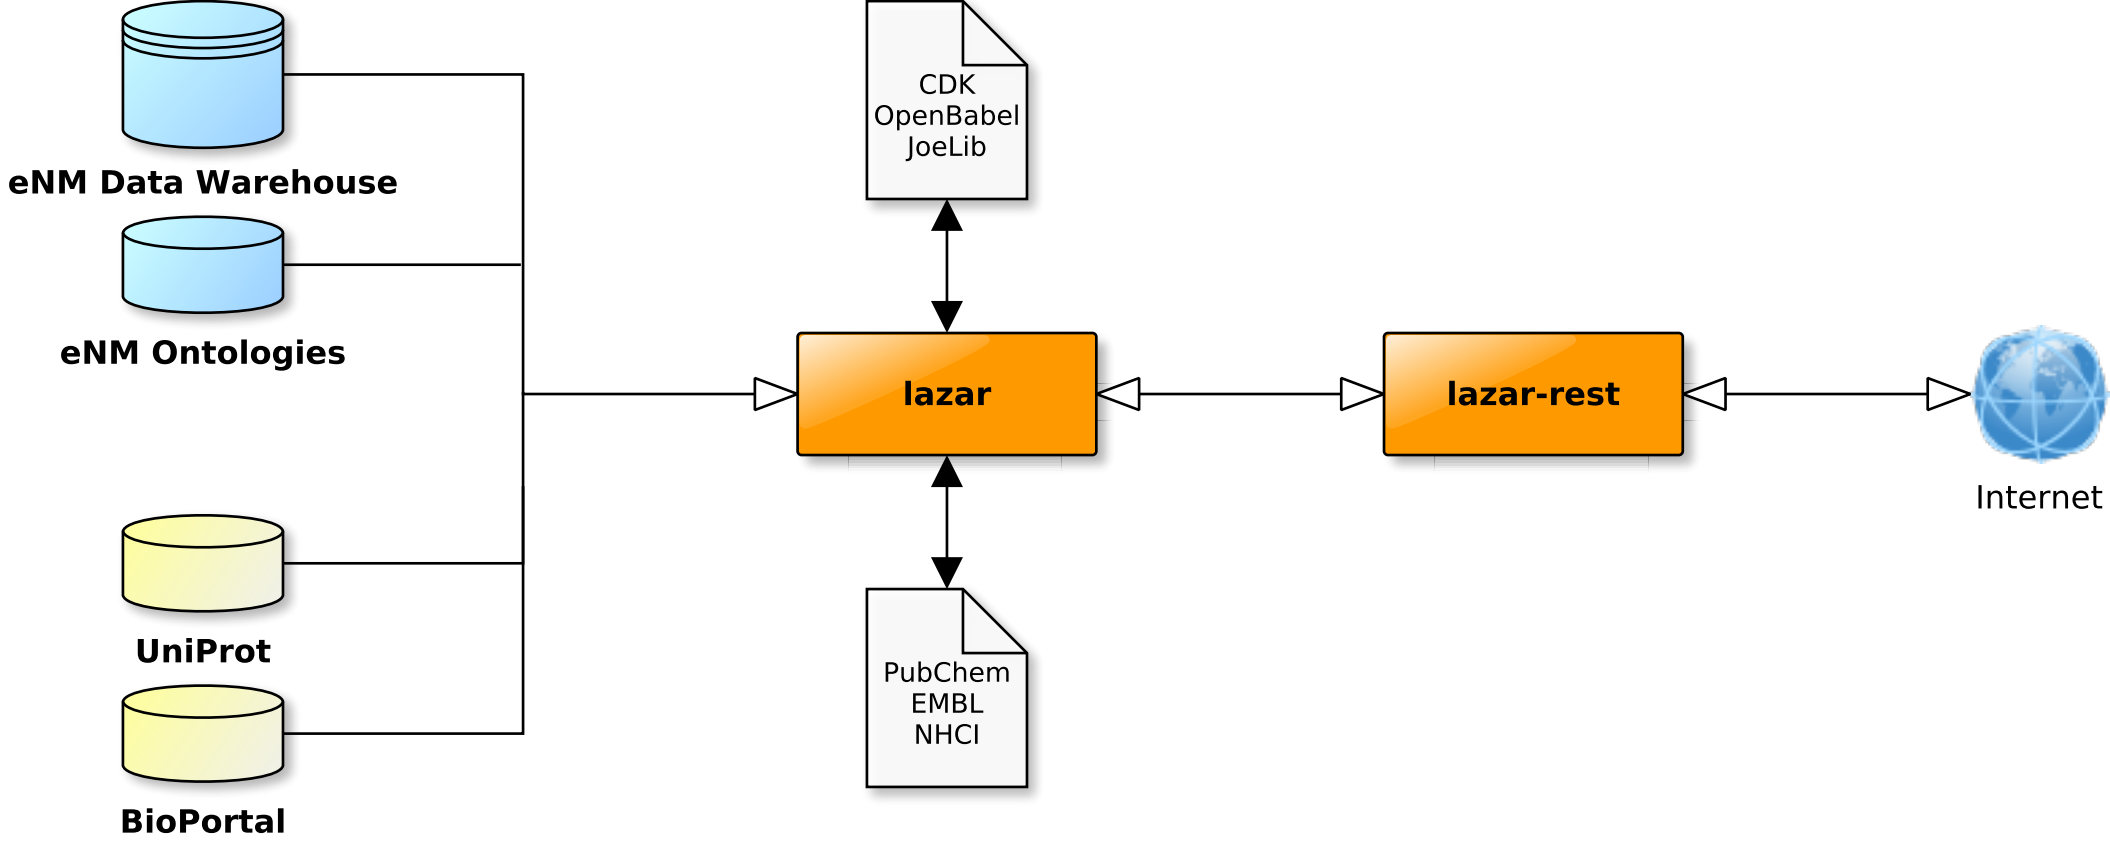 eNM Data Warehouse
eNM Ontologies
UniProt
BioPortal
CDK
OpenBabel
JoeLib
lazar
PubChem
EMBL
NHCI
lazar-rest
Internet